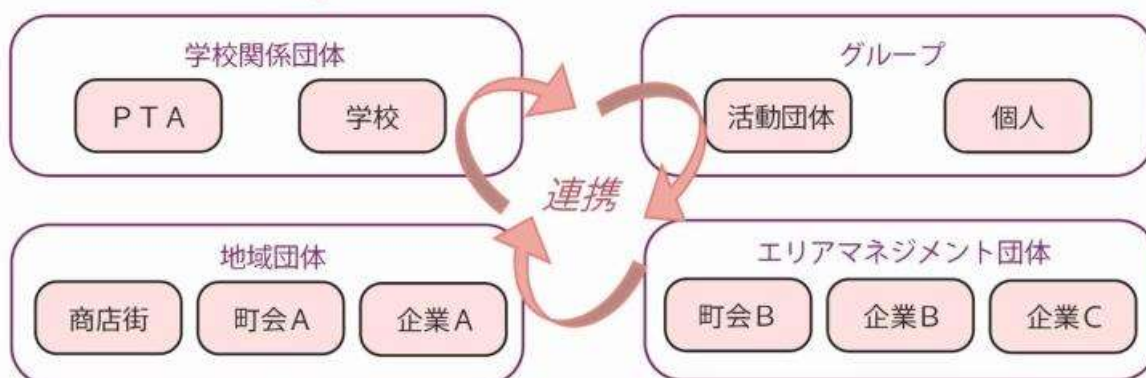 学校関係団体
ＰＴＡ
学校
グループ
活動団体
個人
連携
地域団体
商店街
町会Ａ
企業Ａ
エリアマネジメント団体
町会Ｂ
企業Ｂ
企業Ｃ